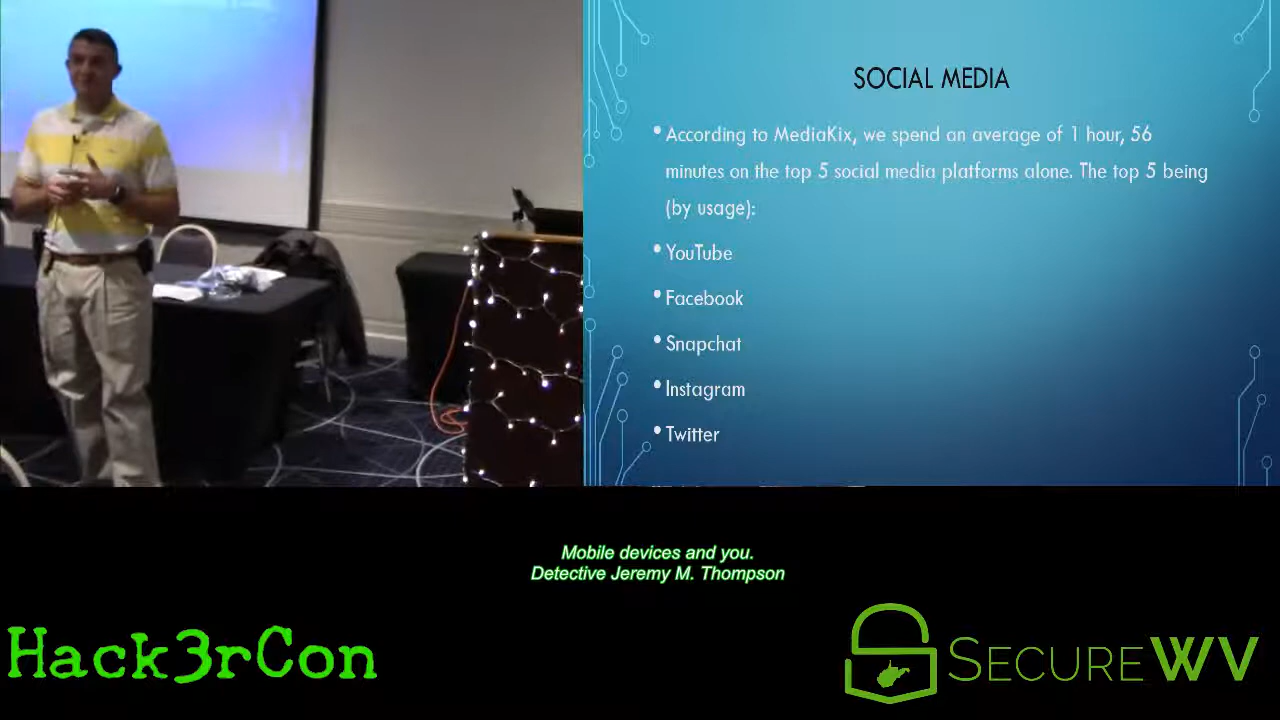 SOCIAL MEDIA
• According to MediaKix, we spend an average of 1 hour, 56
minutes on the top 5 social media platforms alone. The top 5 being
(by usage):
• YouTube
• Facebook
• Snapchat
• Instagram
• Twitter
Mobile devices and you.
Detective Jeremy M. Thompson
Hack3rCon
SECUREWV